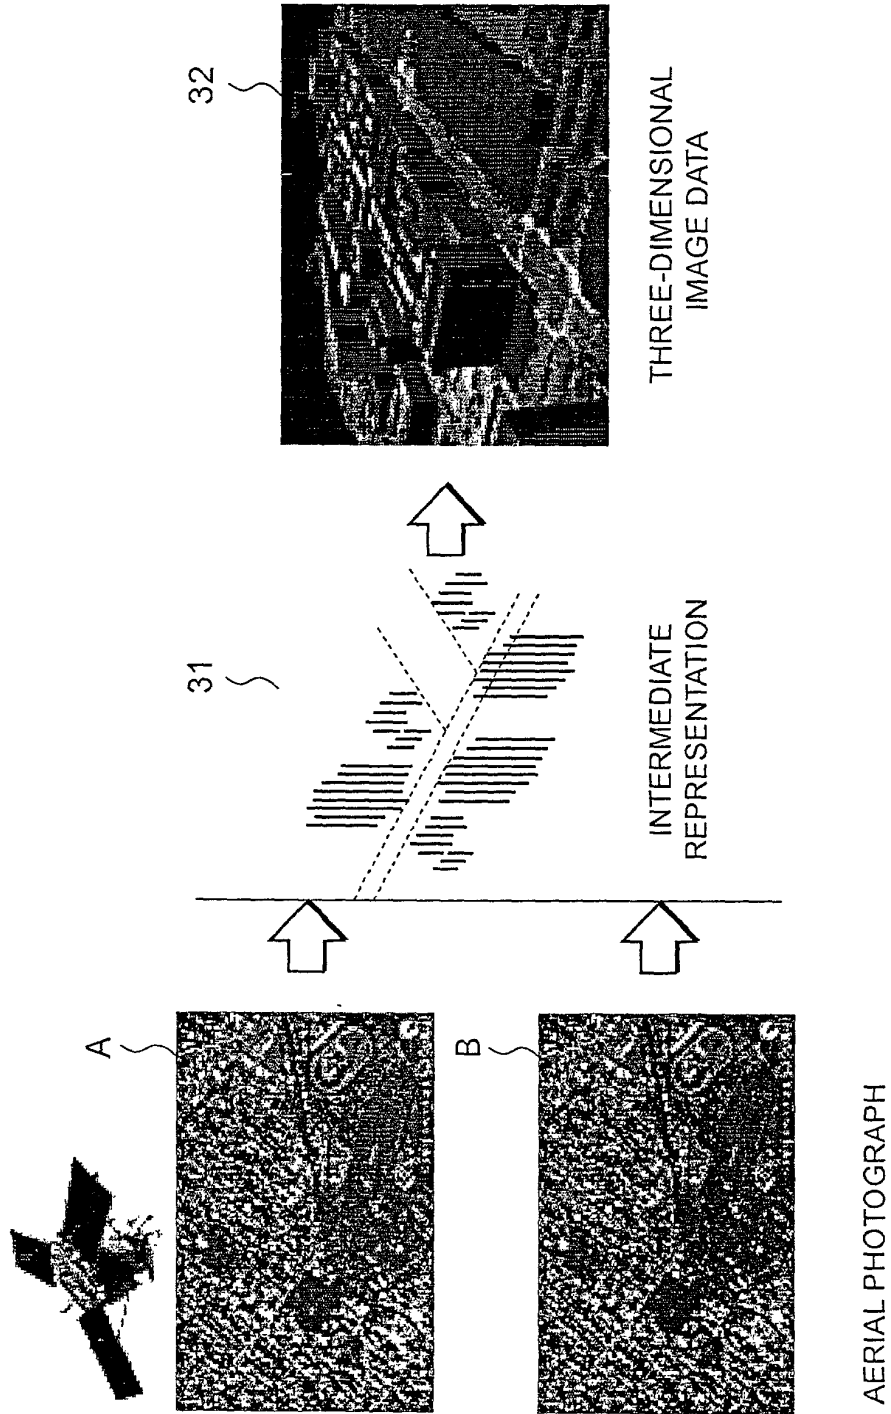 A
B
AERIAL PHOTOGRAPH
31
INTERMEDIATE
REPRESENTATION
32
THREE-DIMENSIONAL
IMAGE DATA